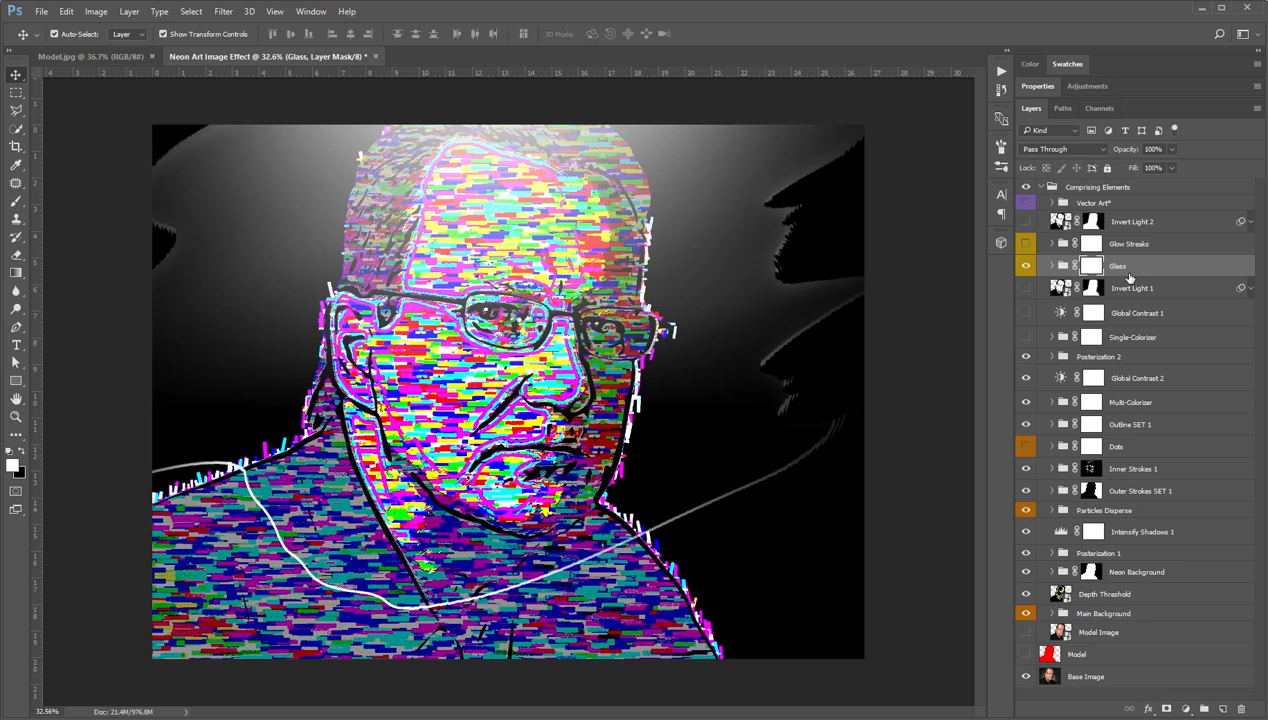 Ps File Edit Image Layer Type Select Filter 3D View Window Help
Auto-Select: Layer Show Transform Controls 3D Mode:
Model.jpg @ 36.7% (RGB/8#) × Neon Art Image Effect @ 32.6% (Glass, Layer Mask/8) * ×
Color Swatches
Properties Adjustments
Layers Paths Channels
Kind
Pass Through Opacity: 100%
Lock: Fill: 100%
Comprising Elements
Vector Art*
Invert Light 2
Glow Streaks
Glass
Invert Light 1
Global Contrast 1
Single-Colorizer
Posterization 2
Global Contrast 2
Multi-Colorizer
Outline SET 1
Dots
Inner Strokes 1
Outer Strokes SET 1
Particles Disperse
Intensify Shadows 1
Posterization 1
Neon Background
Depth Threshold
Main Background
Model Image
Model
Base Image
32.56% Doc: 21.4M/976.8M